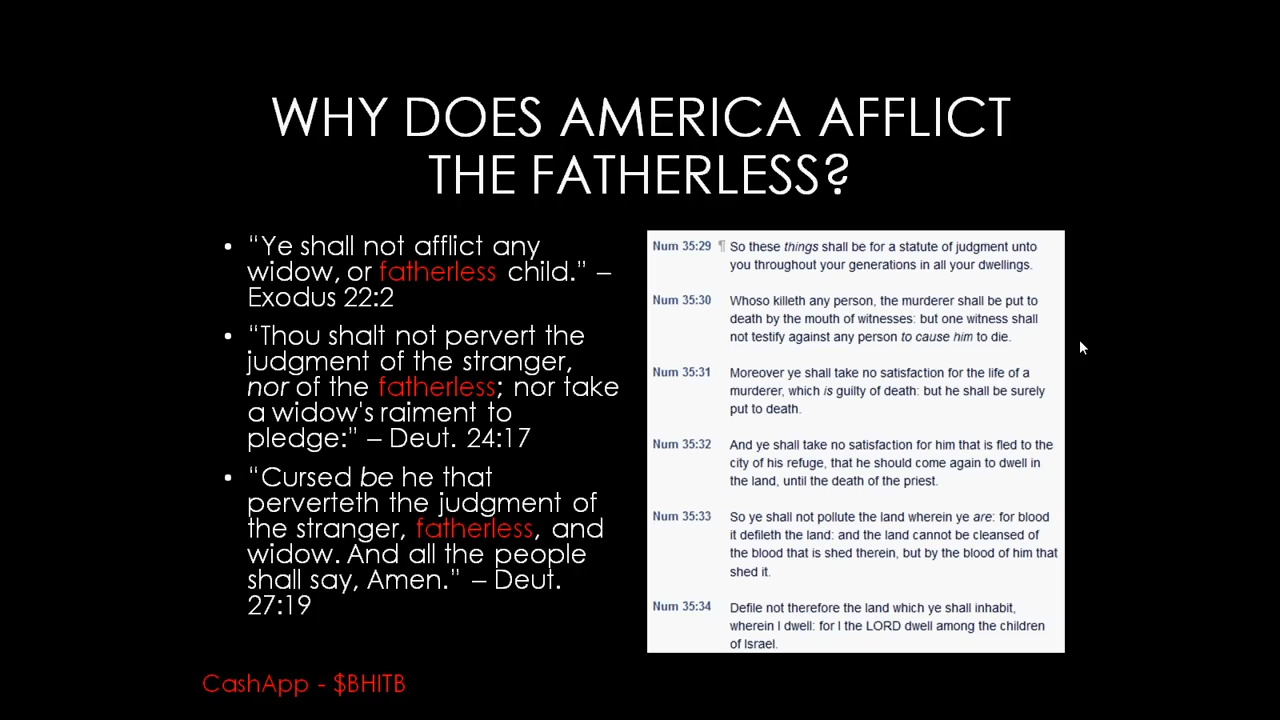 WHY DOES AMERICA AFFLICT
THE FATHERLESS?
• “Ye shall not afflict any
widow, or fatherless child.” –
Exodus 22:2
• “Thou shalt not pervert the
judgment of the stranger,
nor of the fatherless; nor take
a widow's raiment to
pledge:” – Deut. 24:17
• “Cursed be he that
perverteth the judgment of
the stranger, fatherless, and
widow. And all the people
shall say, Amen.” – Deut.
27:19
Num 35:29 ¶ So these things shall be for a statute of judgment unto
you throughout your generations in all your dwellings.
Num 35:30 Whoso killeth any person, the murderer shall be put to
death by the mouth of witnesses: but one witness shall
not testify against any person to cause him to die.
Num 35:31 Moreover ye shall take no satisfaction for the life of a
murderer, which is guilty of death: but he shall be surely
put to death.
Num 35:32 And ye shall take no satisfaction for him that is fled to the
city of his refuge, that he should come again to dwell in
the land, until the death of the priest.
Num 35:33 So ye shall not pollute the land wherein ye are: for blood
it defileth the land: and the land cannot be cleansed of
the blood that is shed therein, but by the blood of him that
shed it.
Num 35:34 Defile not therefore the land which ye shall inhabit,
wherein I dwell: for I the LORD dwell among the children
of Israel.
CashApp - $BHITB